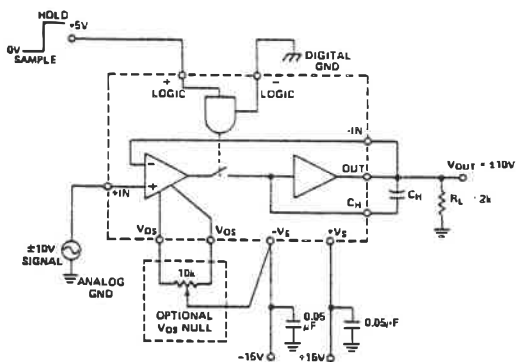 HOLD
+5V
0V
SAMPLE
DIGITAL
GND
+
LOGIC
−
LOGIC
-IN
−
+
+IN
OUT
VOUT = ±10V
CH
CH
RL 2k
±10V
SIGNAL
ANALOG
GND
VOS
VOS
-VS
+VS
10k
OPTIONAL
VOS NULL
0.05
µF
0.05µF
-15V
+15V